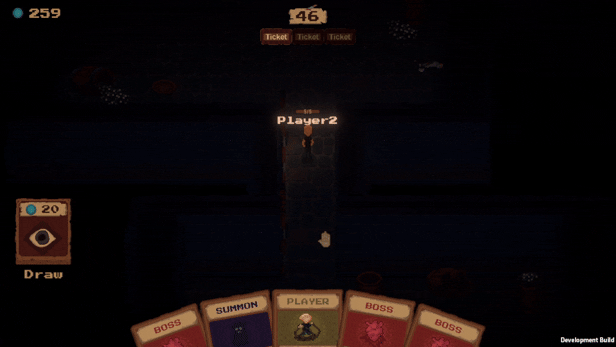 259
46
Ticket Ticket Ticket
Player2
20
Draw
BOSS
SUMMON
PLAYER
BOSS
BOSS
Development Build